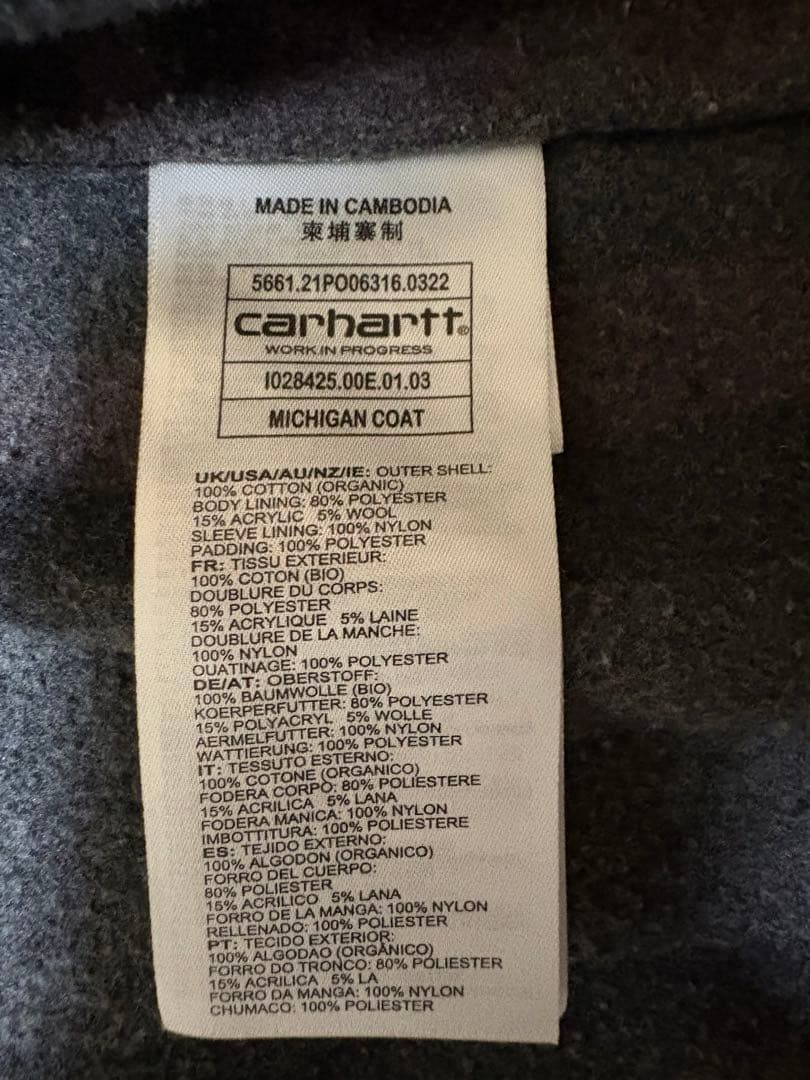 MADE IN CAMBODIA
柬埔寨制
5661.21PO06316.0322
carhartt®
WORK IN PROGRESS
I028425.00E.01.03
MICHIGAN COAT
UK/USA/AU/NZ/IE: OUTER SHELL:
100% COTTON (ORGANIC)
BODY LINING: 80% POLYESTER
15% ACRYLIC 5% WOOL
SLEEVE LINING: 100% NYLON
PADDING: 100% POLYESTER
FR: TISSU EXTERIEUR:
100% COTON (BIO)
DOUBLURE DU CORPS:
80% POLYESTER
15% ACRYLIQUE 5% LAINE
DOUBLURE DE LA MANCHE:
100% NYLON
OUATINAGE: 100% POLYESTER
DE/AT: OBERSTOFF:
100% BAUMWOLLE (BIO)
KOERPERFUTTER: 80% POLYESTER
15% POLYACRYL 5% WOLLE
AERMELFUTTER: 100% NYLON
WATTIERUNG: 100% POLYESTER
IT: TESSUTO ESTERNO:
100% COTONE (ORGANICO)
FODERA CORPO: 80% POLIESTERE
15% ACRILICA 5% LANA
FODERA MANICA: 100% NYLON
IMBOTTITURA: 100% POLIESTERE
ES: TEJIDO EXTERNO:
100% ALGODON (ORGANICO)
FORRO DEL CUERPO:
80% POLIESTER
15% ACRILICO 5% LANA
FORRO DE LA MANGA: 100% NYLON
RELLENADO: 100% POLIESTER
PT: TECIDO EXTERIOR:
100% ALGODAO (ORGÂNICO)
FORRO DO TRONCO: 80% POLIESTER
15% ACRILICA 5% LA
FORRO DA MANGA: 100% NYLON
CHUMACO: 100% POLIESTER